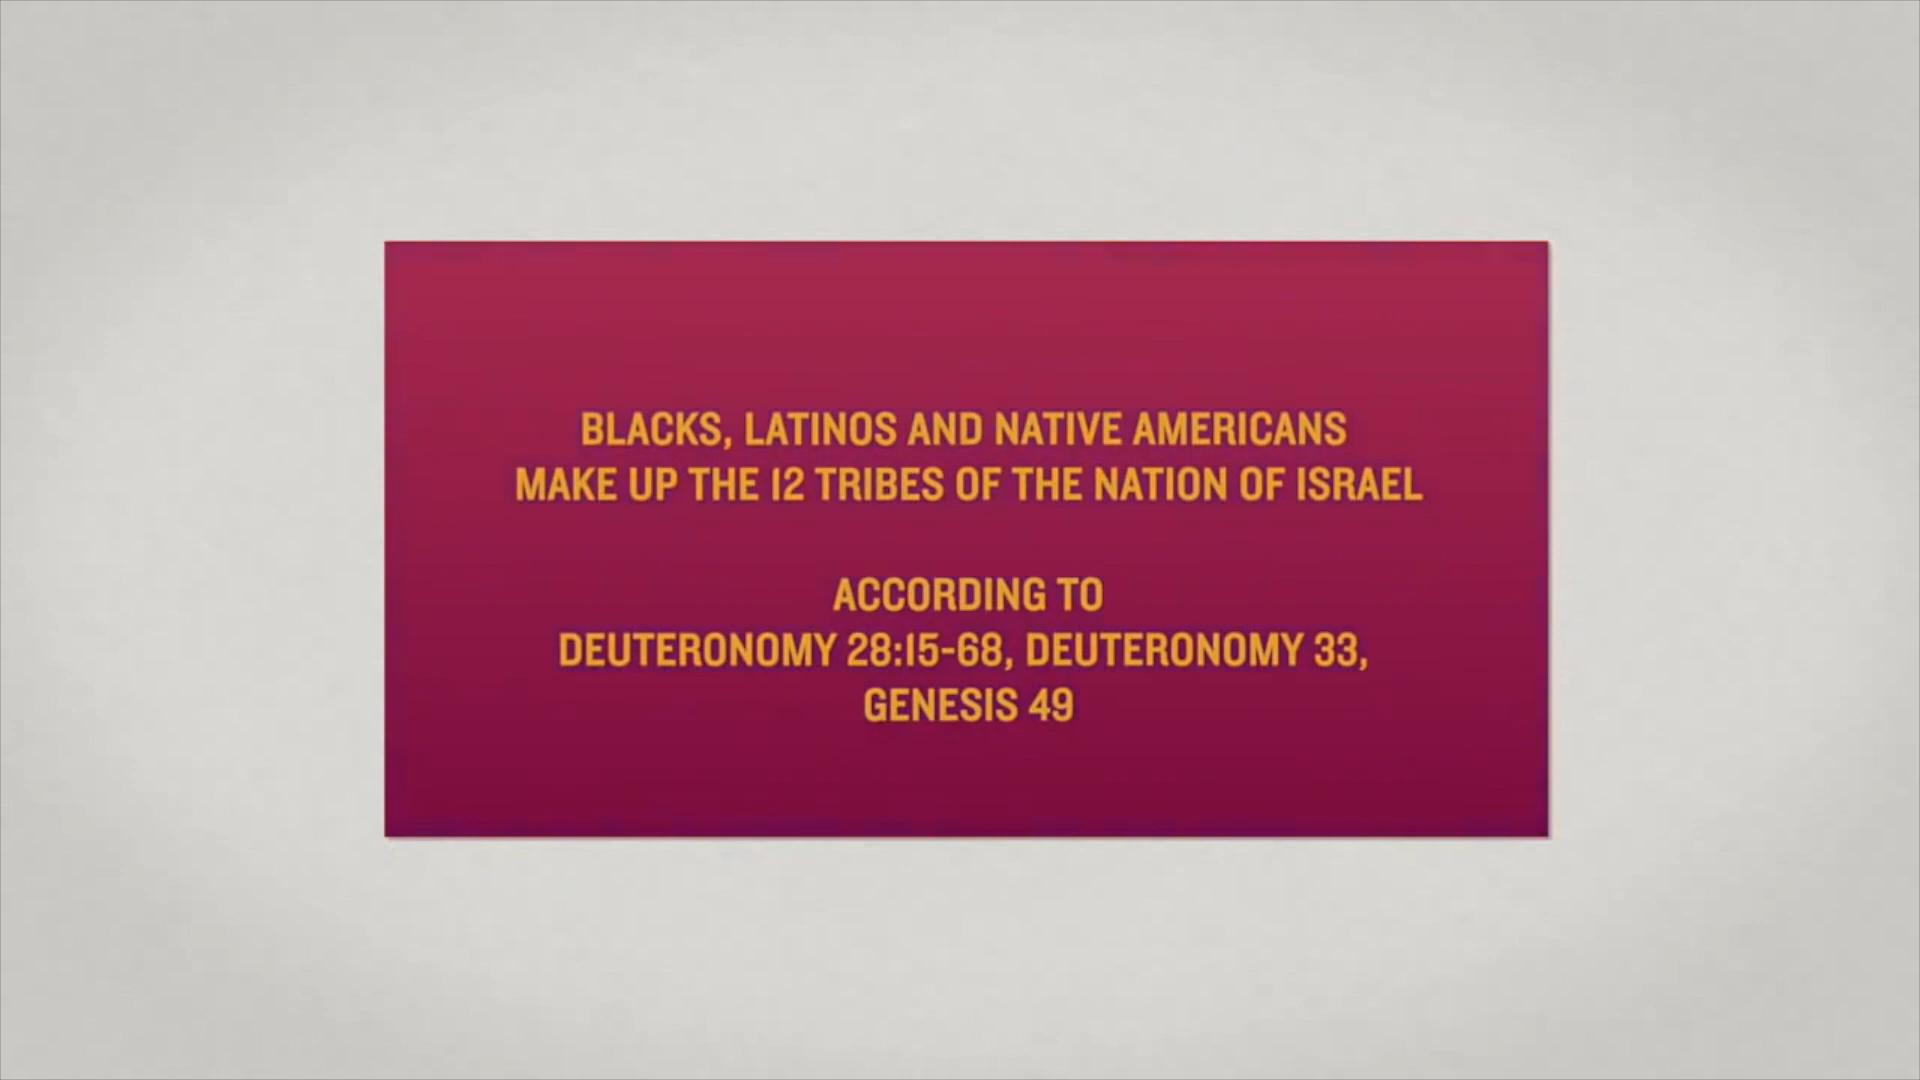 BLACKS, LATINOS AND NATIVE AMERICANS
MAKE UP THE 12 TRIBES OF THE NATION OF ISRAEL
ACCORDING TO
DEUTERONOMY 28:15-68, DEUTERONOMY 33,
GENESIS 49